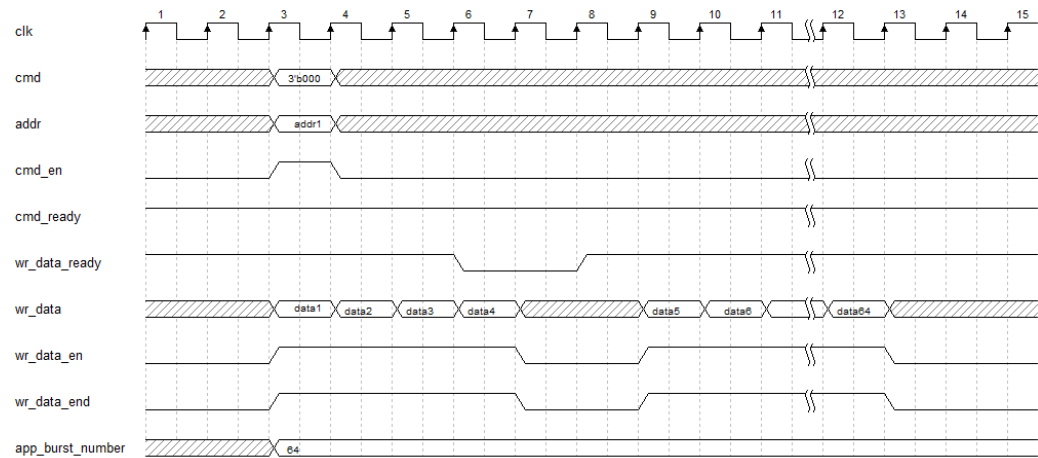 1 2 3 4 5 6 7 8 9 10 11 12 13 14 15
clk
cmd 3'b000
addr addr1
cmd_en
cmd_ready
wr_data_ready
wr_data data1 data2 data3 data4 data5 data6 data64
wr_data_en
wr_data_end
app_burst_number 64